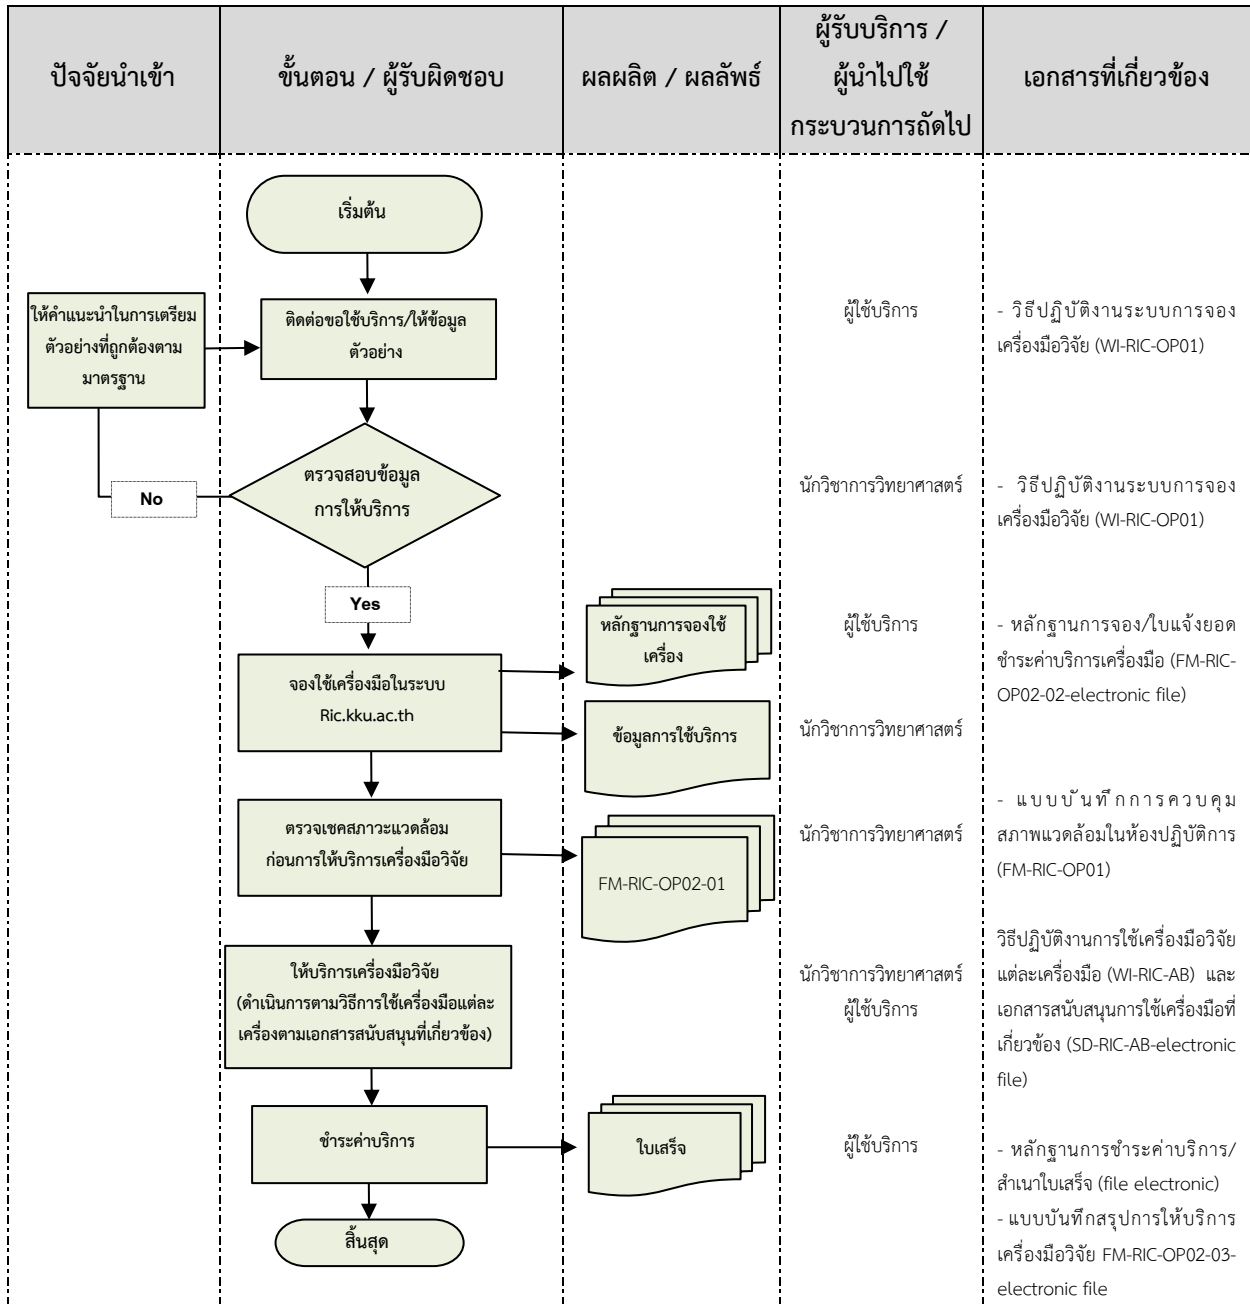 ปัจจัยนำเข้า
ขั้นตอน / ผู้รับผิดชอบ
ผลผลิต / ผลลัพธ์
ผู้รับบริการ /
ผู้นำไปใช้
กระบวนการถัดไป
เอกสารที่เกี่ยวข้อง
เริ่มต้น
ให้คำแนะนำในการเตรียม
ตัวอย่างที่ถูกต้องตาม
มาตรฐาน
ติดต่อขอใช้บริการ/ให้ข้อมูล
ตัวอย่าง
ผู้ใช้บริการ
- วิธีปฏิบัติงานระบบการจอง
เครื่องมือวิจัย (WI-RIC-OP01)
ตรวจสอบข้อมูล
การให้บริการ
No
นักวิชาการวิทยาศาสตร์
- วิธีปฏิบัติงานระบบการจอง
เครื่องมือวิจัย (WI-RIC-OP01)
Yes
หลักฐานการจองใช้
เครื่อง
ผู้ใช้บริการ
- หลักฐานการจอง/ใบแจ้งยอด
ชำระค่าบริการเครื่องมือ (FM-RIC-
OP02-02-electronic file)
จองใช้เครื่องมือในระบบ
Ric.kku.ac.th
ข้อมูลการใช้บริการ
นักวิชาการวิทยาศาสตร์
ตรวจเชคสภาวะแวดล้อม
ก่อนการให้บริการเครื่องมือวิจัย
FM-RIC-OP02-01
นักวิชาการวิทยาศาสตร์
- แบบบันทึกการควบคุม
สภาพแวดล้อมในห้องปฏิบัติการ
(FM-RIC-OP01)
ให้บริการเครื่องมือวิจัย
(ดำเนินการตามวิธีการใช้เครื่องมือแต่ละ
เครื่องตามเอกสารสนับสนุนที่เกี่ยวข้อง)
นักวิชาการวิทยาศาสตร์
ผู้ใช้บริการ
วิธีปฏิบัติงานการใช้เครื่องมือวิจัย
แต่ละเครื่องมือ (WI-RIC-AB) และ
เอกสารสนับสนุนการใช้เครื่องมือที่
เกี่ยวข้อง (SD-RIC-AB-electronic
file)
ชำระค่าบริการ
ใบเสร็จ
ผู้ใช้บริการ
- หลักฐานการชำระค่าบริการ/
สำเนาใบเสร็จ (file electronic)
- แบบบันทึกสรุปการให้บริการ
เครื่องมือวิจัย FM-RIC-OP02-03-
electronic file
สิ้นสุด